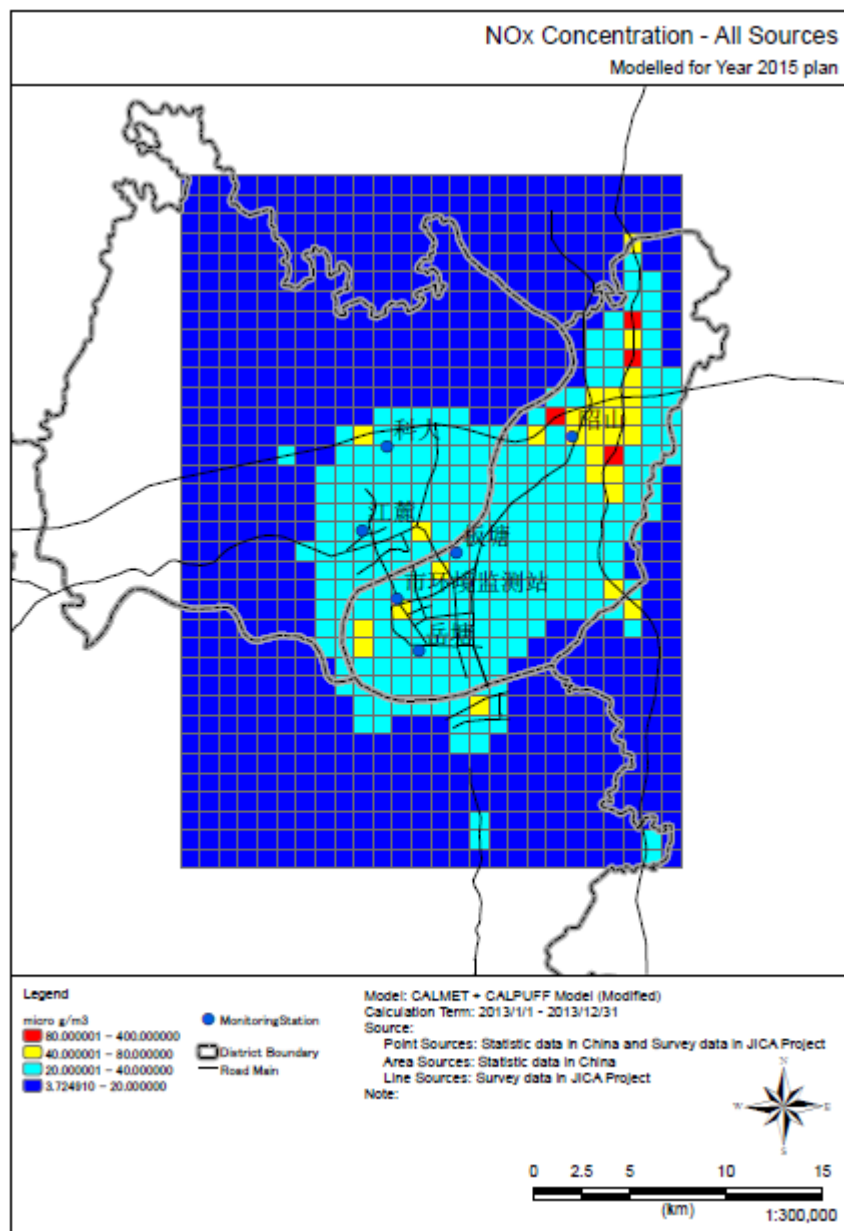 NOx Concentration - All Sources
Modelled for Year 2015 plan
科大
昭山
江麓
板塘
市环境监测站
岳塘
Legend
micro g/m3
80.000001 - 400.000000
40.000001 - 80.000000
20.000001 - 40.000000
3.724910 - 20.000000
MonitoringStation
District Boundary
Road Main
Model: CALMET + CALPUFF Model (Modified)
Calculation Term: 2013/1/1 - 2013/12/31
Source:
Point Sources: Statistic data in China and Survey data in JICA Project
Area Sources: Statistic data in China
Line Sources: Survey data in JICA Project
Note:
N
W
E
S
0 2.5 5 10 15
(km)
1:300,000